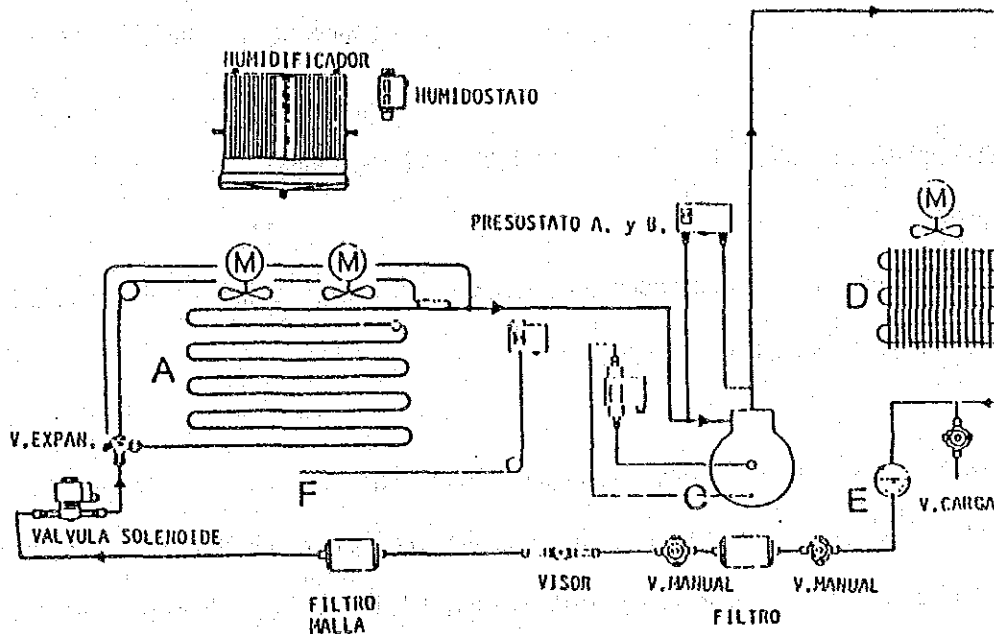 HUMIDIFICADOR
HUMIDOSTATO
PRESOSTATO A. y B.
M
M
M
D
A
V.EXPAN.
F
C
E
V.CARGA
VALVULA SOLENOIDE
VISOR
V.MANUAL
V.MANUAL
FILTRO
MALLA
FILTRO